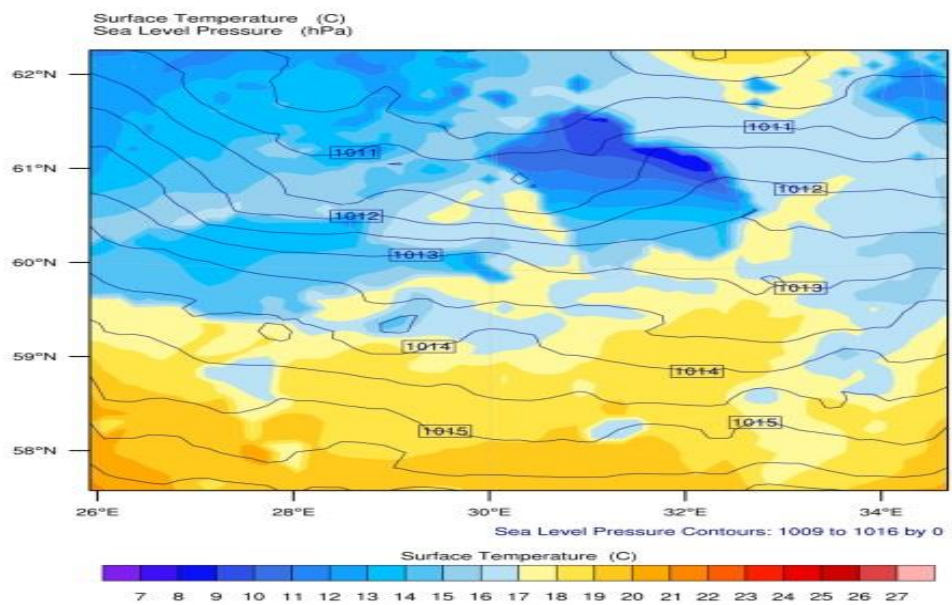 Surface Temperature (C)
Sea Level Pressure (hPa)
62°N
61°N
60°N
59°N
58°N
1011
1011
1012
1012
1013
1013
1014
1014
1015
1015
26°E 28°E 30°E 32°E 34°E
Sea Level Pressure Contours: 1009 to 1016 by 0
Surface Temperature (C)
7 8 9 10 11 12 13 14 15 16 17 18 19 20 21 22 23 24 25 26 27